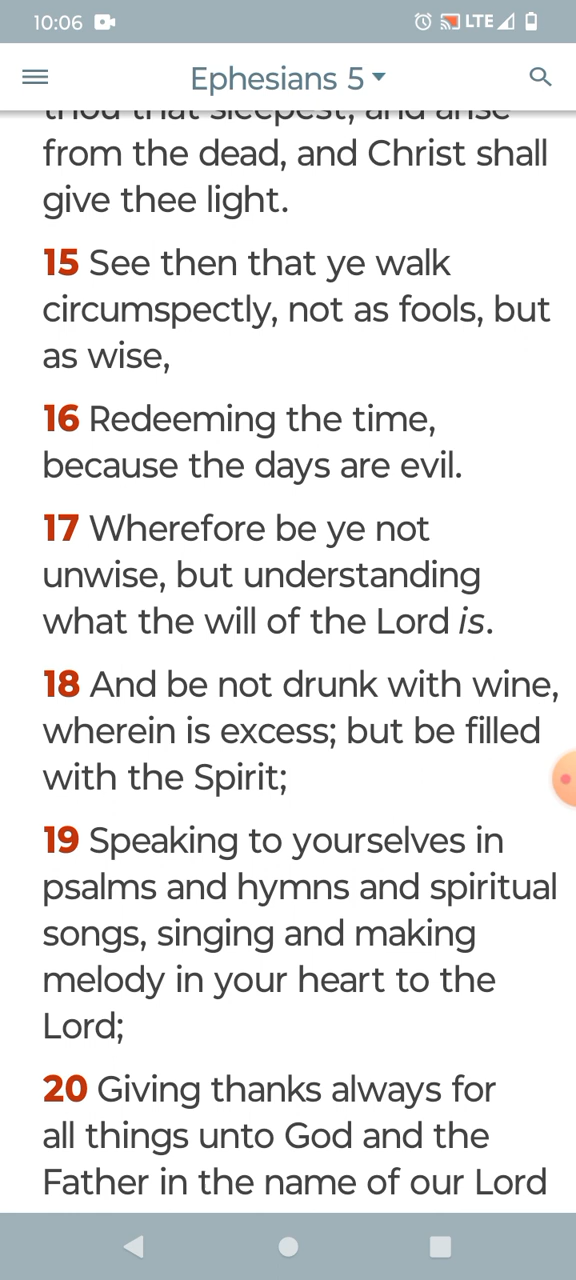 10:06
LTE
Ephesians 5
thou that sleepest, and arise
from the dead, and Christ shall
give thee light.
15 See then that ye walk
circumspectly, not as fools, but
as wise,
16 Redeeming the time,
because the days are evil.
17 Wherefore be ye not
unwise, but understanding
what the will of the Lord is.
18 And be not drunk with wine,
wherein is excess; but be filled
with the Spirit;
19 Speaking to yourselves in
psalms and hymns and spiritual
songs, singing and making
melody in your heart to the
Lord;
20 Giving thanks always for
all things unto God and the
Father in the name of our Lord